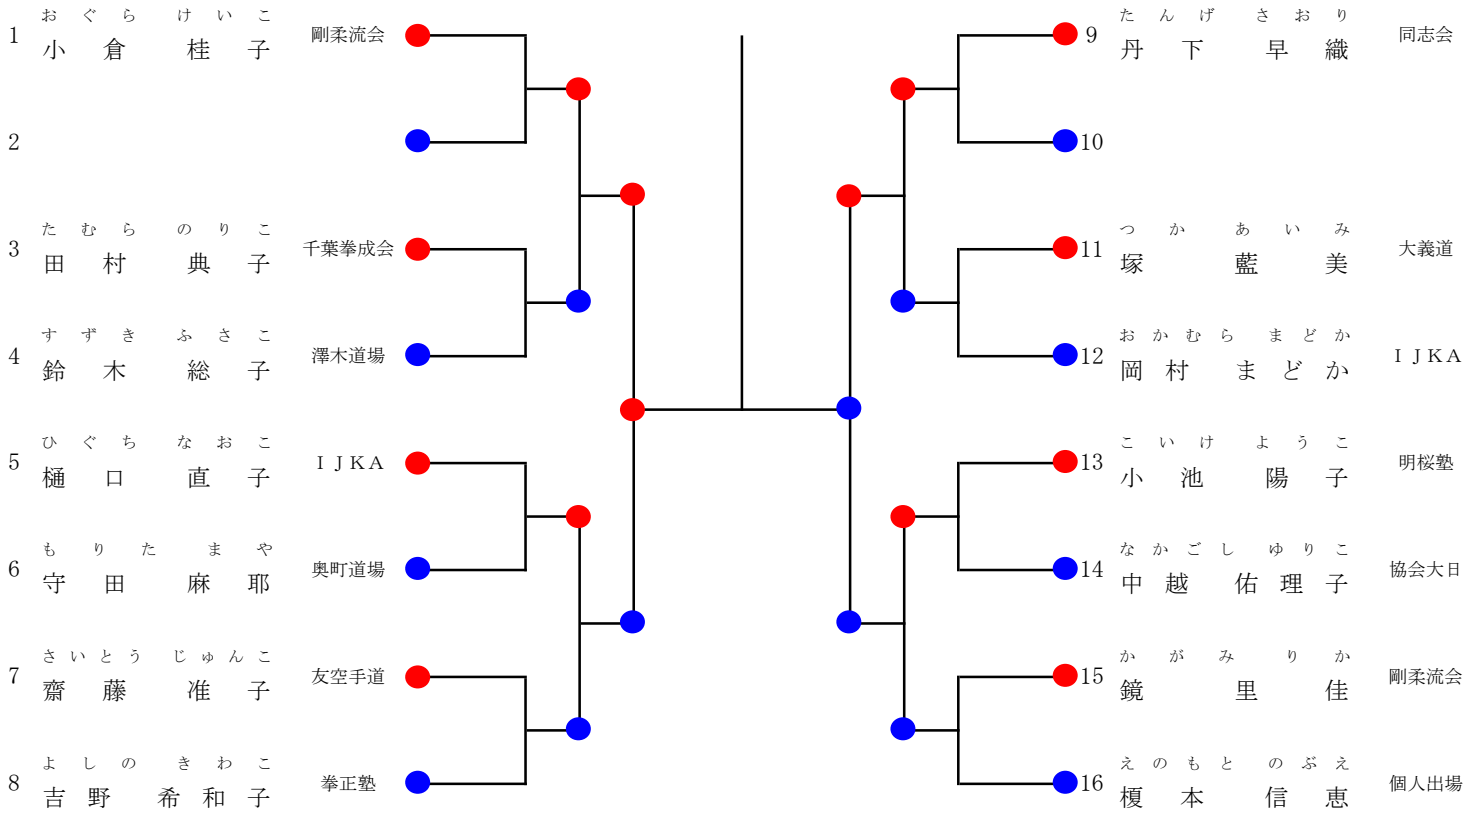 おぐら けいこ
1 小倉 桂子 剛柔流会
2
たむら のりこ
3 田村 典子 千葉拳成会
すずき ふさこ
4 鈴木 総子 澤木道場
ひぐち なおこ
5 樋口 直子 ＩＪＫＡ
もりた まや
6 守田 麻耶 奥町道場
さいとう じゅんこ
7 齋藤 准子 友空手道
よしの きわこ
8 吉野 希和子 拳正塾
たんげ さおり
9 丹下 早織 同志会
10
つか あいみ
11 塚 藍美 大義道
おかむら まどか
12 岡村 まどか ＩＪＫＡ
こいけ ようこ
13 小池 陽子 明桜塾
なかごし ゆりこ
14 中越 佑理子 協会大日
かがみ りか
15 鏡 里佳 剛柔流会
えのもと のぶえ
16 榎本 信恵 個人出場